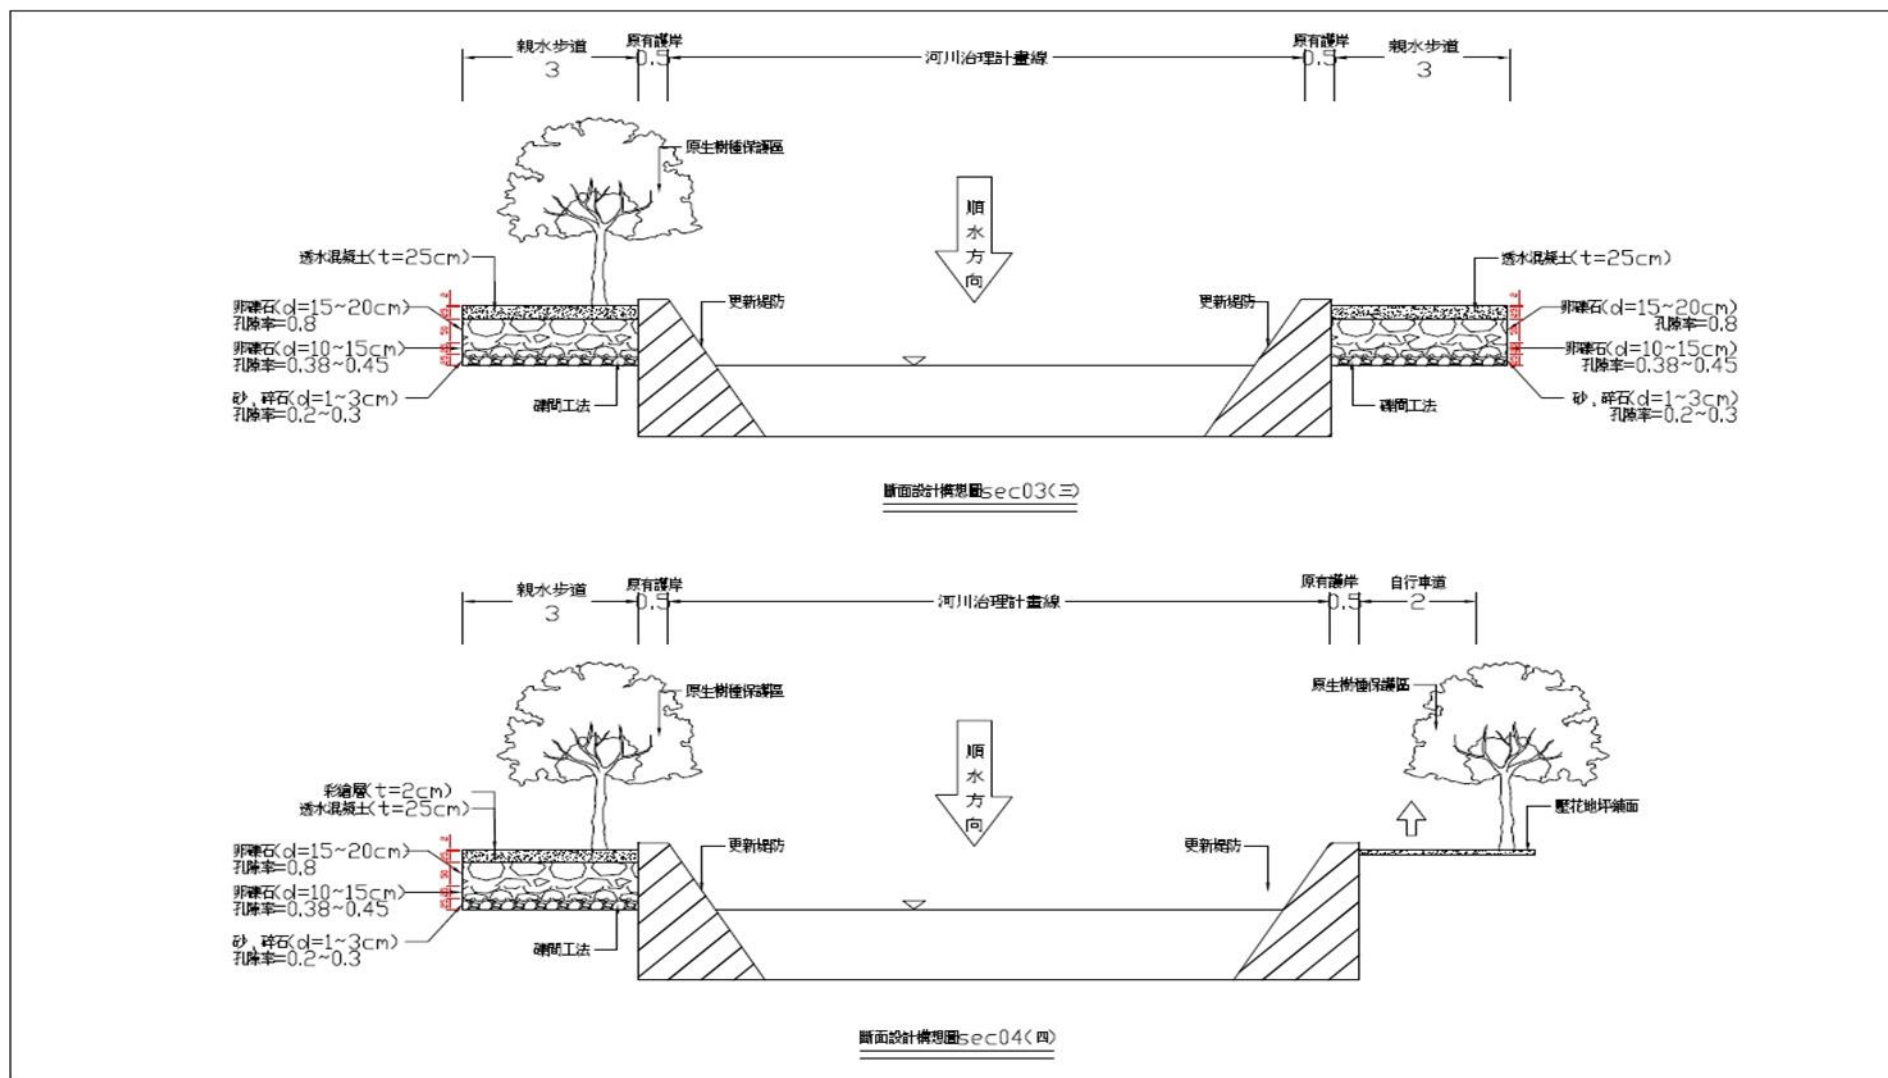 親水步道
3
原有護岸
0.5
河川治理計畫線
原有護岸
0.5
親水步道
3
原生樹種保護區
順水方向
透水混凝土(t=25cm)
透水混凝土(t=25cm)
卵礫石(d=15~20cm)
孔隙率=0.8
卵礫石(d=10~15cm)
孔隙率=0.38~0.45
砂、碎石(d=1~3cm)
孔隙率=0.2~0.3
更新堤防
礫間工法
更新堤防
礫間工法
卵礫石(d=15~20cm)
孔隙率=0.8
卵礫石(d=10~15cm)
孔隙率=0.38~0.45
砂、碎石(d=1~3cm)
孔隙率=0.2~0.3
斷面設計構想圖sec03(三)
親水步道
3
原有護岸
0.5
河川治理計畫線
原有護岸
0.5
自行車道
2
原生樹種保護區
順水方向
原生樹種保護區
彩繪層(t=2cm)
透水混凝土(t=25cm)
卵礫石(d=15~20cm)
孔隙率=0.8
卵礫石(d=10~15cm)
孔隙率=0.38~0.45
砂、碎石(d=1~3cm)
孔隙率=0.2~0.3
更新堤防
礫間工法
更新堤防
壓花地坪鋪面
斷面設計構想圖sec04(四)